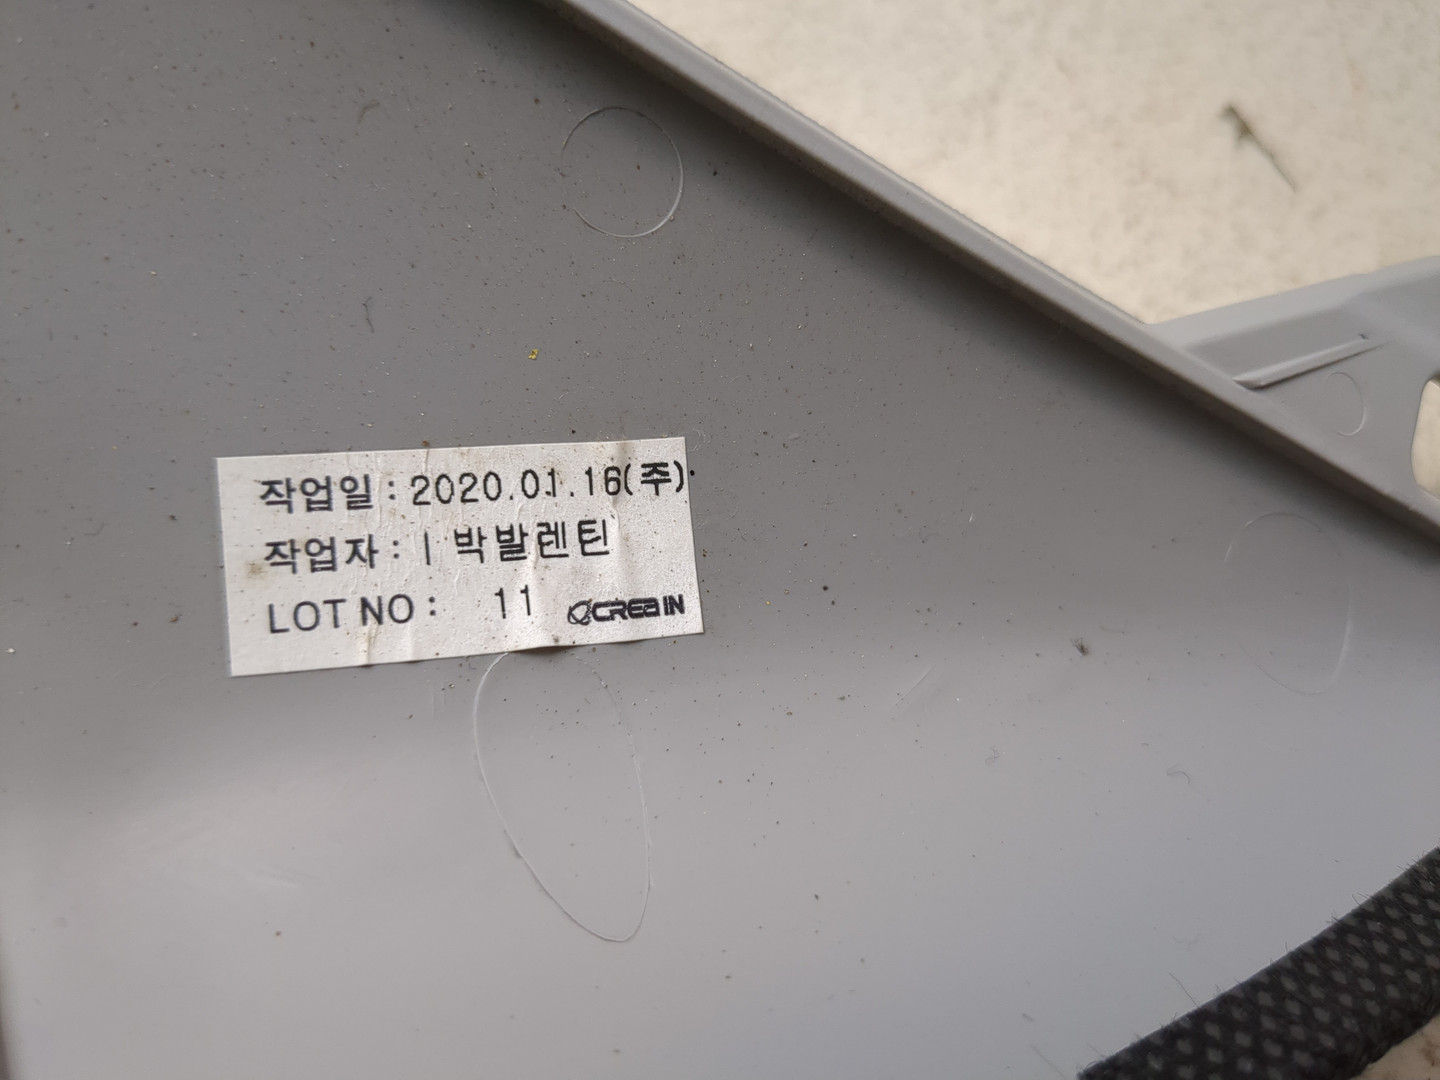 작업일 : 2020.01.16(주)
작업자 : | 박발렌틴
LOT NO : 11 CREA IN